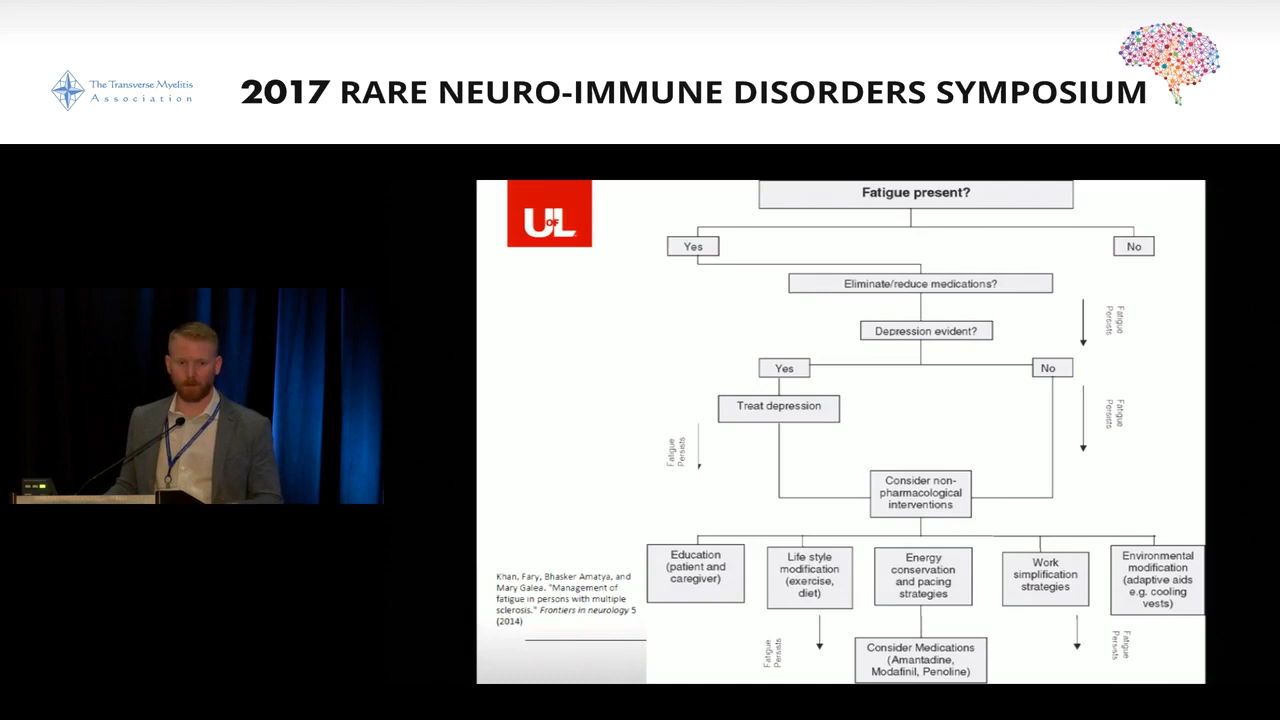 The Transverse Myelitis
Association
2017 RARE NEURO-IMMUNE DISORDERS SYMPOSIUM
UofL
Fatigue present?
Yes
No
Eliminate/reduce medications?
Fatigue
Persists
Depression evident?
Yes
No
Treat depression
Fatigue
Persists
Fatigue
Persists
Consider non-
pharmacological
interventions
Education
(patient and
caregiver)
Life style
modification
(exercise,
diet)
Energy
conservation
and pacing
strategies
Work
simplification
strategies
Environmental
modification
(adaptive aids
e.g. cooling
vests)
Khan, Fary, Bhasker Amatya, and
Mary Galea. "Management of
fatigue in persons with multiple
sclerosis." Frontiers in neurology 5
(2014)
Fatigue
Persists
Fatigue
Persists
Consider Medications
(Amantadine,
Modafinil, Penoline)